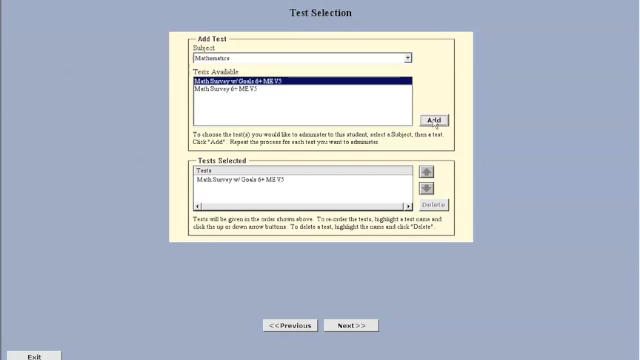 Test Selection
Add Test
Subject
Mathematics
Tests Available
Math Survey w/ Goals 6+ ME V5
Math Survey 6+ ME V5
Add
To choose the test(s) you would like to administer to this student, select a Subject, then a test.
Click "Add". Repeat the process for each test you want to administer.
Tests Selected
Tests
Math Survey w/ Goals 6+ ME V5
Delete
Tests will be given in the order shown above. To re-order the tests, highlight a test name and
click the up or down arrow buttons. To delete a test, highlight the name and click "Delete".
<<Previous
Next>>
Exit